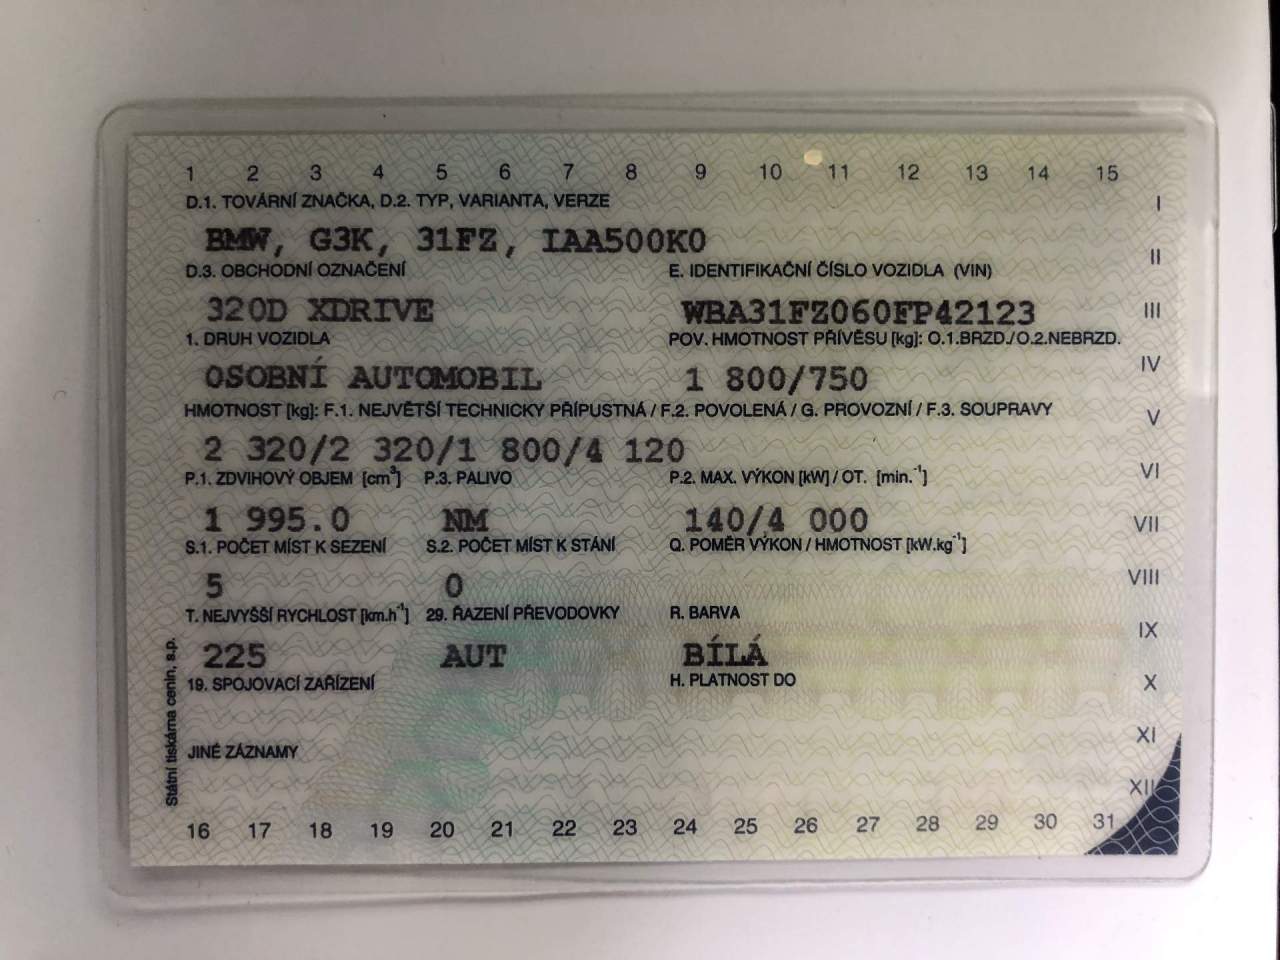 1 2 3 4 5 6 7 8 9 10 11 12 13 14 15
D.1. TOVÁRNÍ ZNAČKA, D.2. TYP, VARIANTA, VERZE
I
BMW, G3K, 31FZ, IAA500K0
II
D.3. OBCHODNÍ OZNAČENÍ E. IDENTIFIKAČNÍ ČÍSLO VOZIDLA (VIN)
320D XDRIVE WBA31FZ060FP42123 III
1. DRUH VOZIDLA POV. HMOTNOST PŘÍVĚSU [kg]: O.1.BRZD./O.2.NEBRZD.
IV
OSOBNÍ AUTOMOBIL 1 800/750
HMOTNOST [kg]: F.1. NEJVĚTŠÍ TECHNICKY PŘÍPUSTNÁ / F.2. POVOLENÁ / G. PROVOZNÍ / F.3. SOUPRAVY V
2 320/2 320/1 800/4 120
P.1. ZDVIHOVÝ OBJEM [cm³] P.3. PALIVO P.2. MAX. VÝKON [kW] / OT. [min.⁻¹] VI
1 995.0 NM 140/4 000 VII
S.1. POČET MÍST K SEZENÍ S.2. POČET MÍST K STÁNÍ Q. POMĚR VÝKON / HMOTNOST [kW.kg⁻¹]
5 0 VIII
T. NEJVYŠŠÍ RYCHLOST [km.h⁻¹] 29. ŘAZENÍ PŘEVODOVKY R. BARVA
IX
225 AUT BÍLÁ
19. SPOJOVACÍ ZAŘÍZENÍ H. PLATNOST DO X
XI
JINÉ ZÁZNAMY
XII
16 17 18 19 20 21 22 23 24 25 26 27 28 29 30 31
Státní tiskárna cenin, s.p.